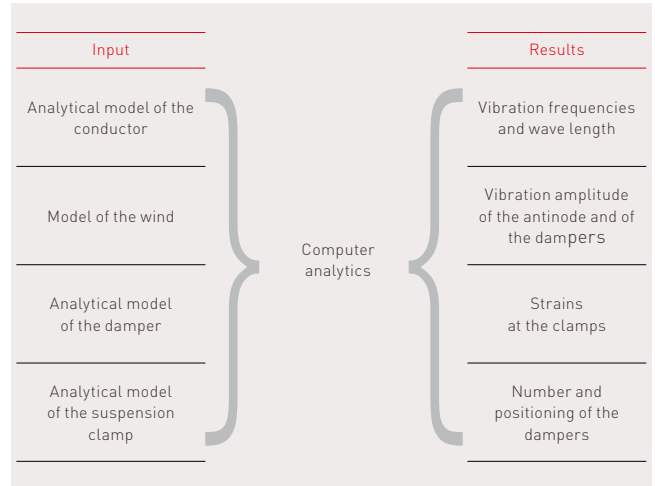 Input
Analytical model of the
conductor
Model of the wind
Analytical model
of the damper
Analytical model
of the suspension
clamp
Computer
analytics
Results
Vibration frequencies
and wave length
Vibration amplitude
of the antinode and of
the dampers
Strains
at the clamps
Number and
positioning of the
dampers